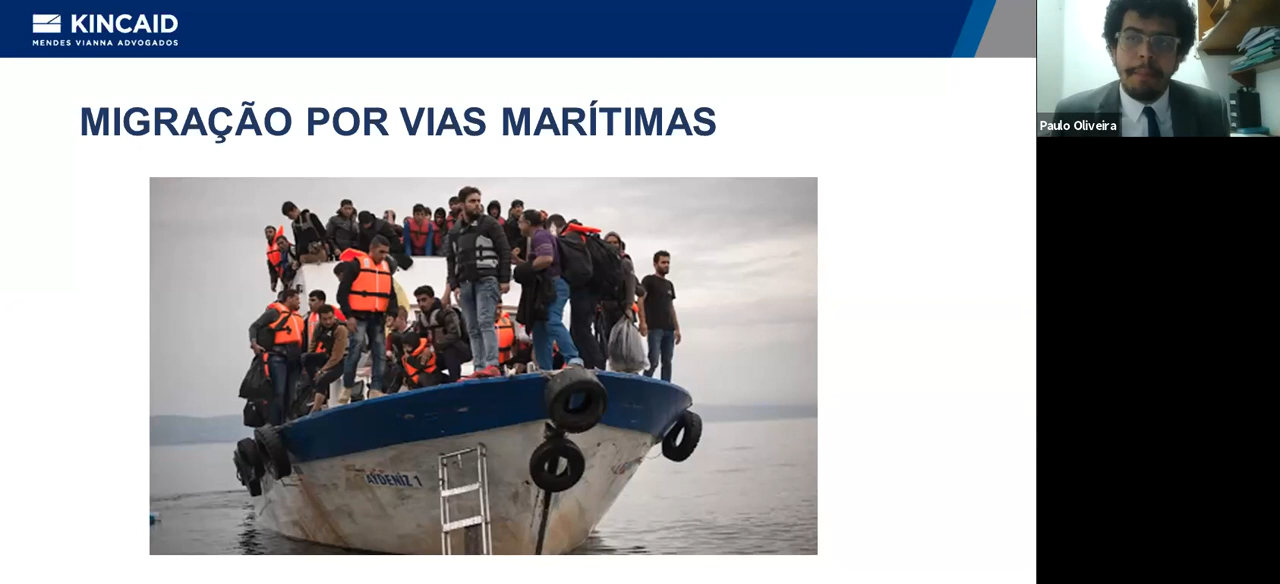 KINCAID
MENDES VIANNA ADVOGADOS
Paulo Oliveira
MIGRAÇÃO POR VIAS MARÍTIMAS
AYDENİZ 1